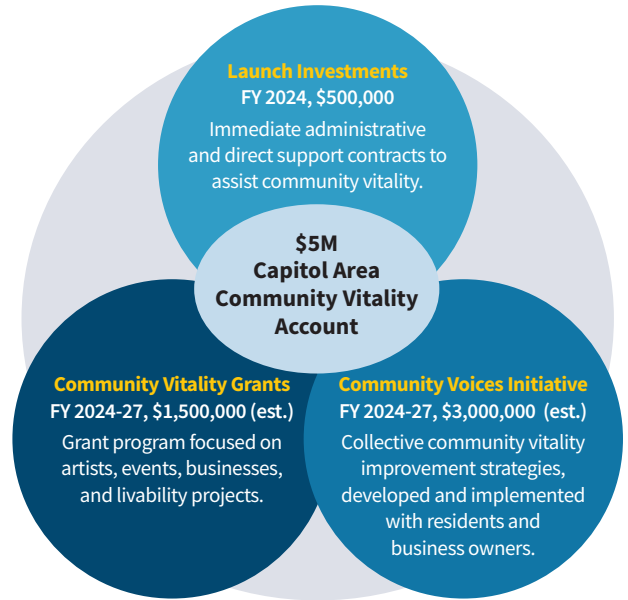 Launch Investments
FY 2024, $500,000
Immediate administrative
and direct support contracts to
assist community vitality.
$5M
Capitol Area
Community Vitality
Account
Community Vitality Grants
FY 2024-27, $1,500,000 (est.)
Grant program focused on
artists, events, businesses,
and livability projects.
Community Voices Initiative
FY 2024-27, $3,000,000 (est.)
Collective community vitality
improvement strategies,
developed and implemented
with residents and
business owners.